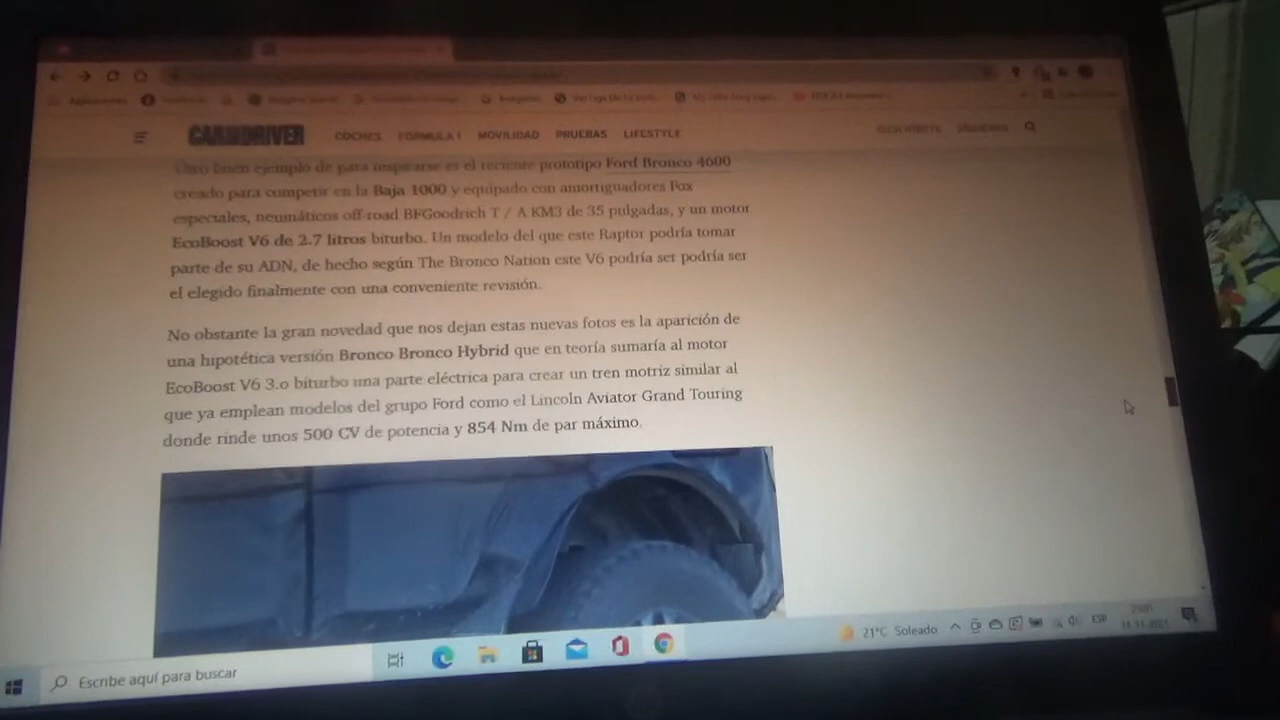 CARANDDRIVER
COCHES FÓRMULA 1 MOVILIDAD PRUEBAS LIFESTYLE
SUSCRÍBETE SÍGUENOS
Otro buen ejemplo de para inspirarse es el reciente prototipo Ford Bronco 4600
creado para competir en la Baja 1000 y equipado con amortiguadores Fox
especiales, neumáticos off-road BFGoodrich T / A KM3 de 35 pulgadas, y un motor
EcoBoost V6 de 2.7 litros biturbo. Un modelo del que este Raptor podría tomar
parte de su ADN, de hecho según The Bronco Nation este V6 podría ser podría ser
el elegido finalmente con una conveniente revisión.
No obstante la gran novedad que nos dejan estas nuevas fotos es la aparición de
una hipotética versión Bronco Bronco Hybrid que en teoría sumaría al motor
EcoBoost V6 3.0 biturbo una parte eléctrica para crear un tren motriz similar al
que ya emplean modelos del grupo Ford como el Lincoln Aviator Grand Touring
donde rinde unos 500 CV de potencia y 854 Nm de par máximo.
Escribe aquí para buscar
21°C Soleado
ESP